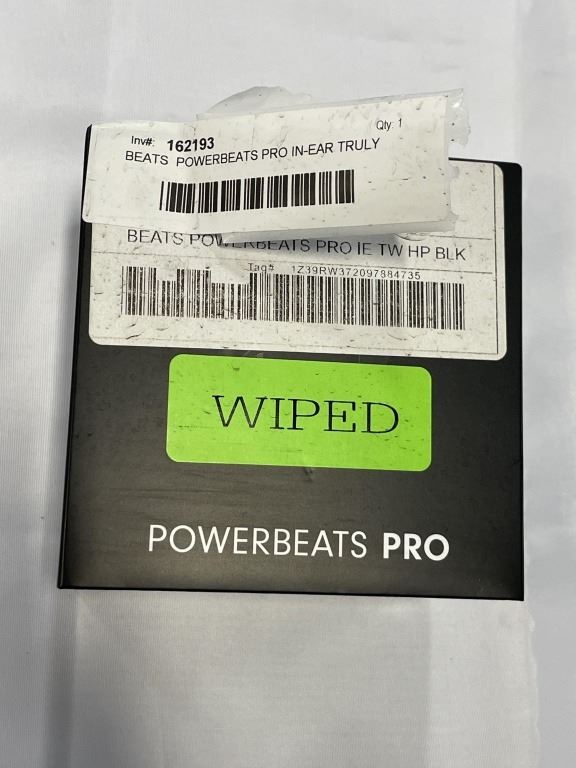 Inv#: 162193 Qty: 1
BEATS POWERBEATS PRO IN-EAR TRULY
BEATS POWERBEATS PRO IE TW HP BLK
Tag# 1Z39RW372097884735
WIPED
POWERBEATS PRO